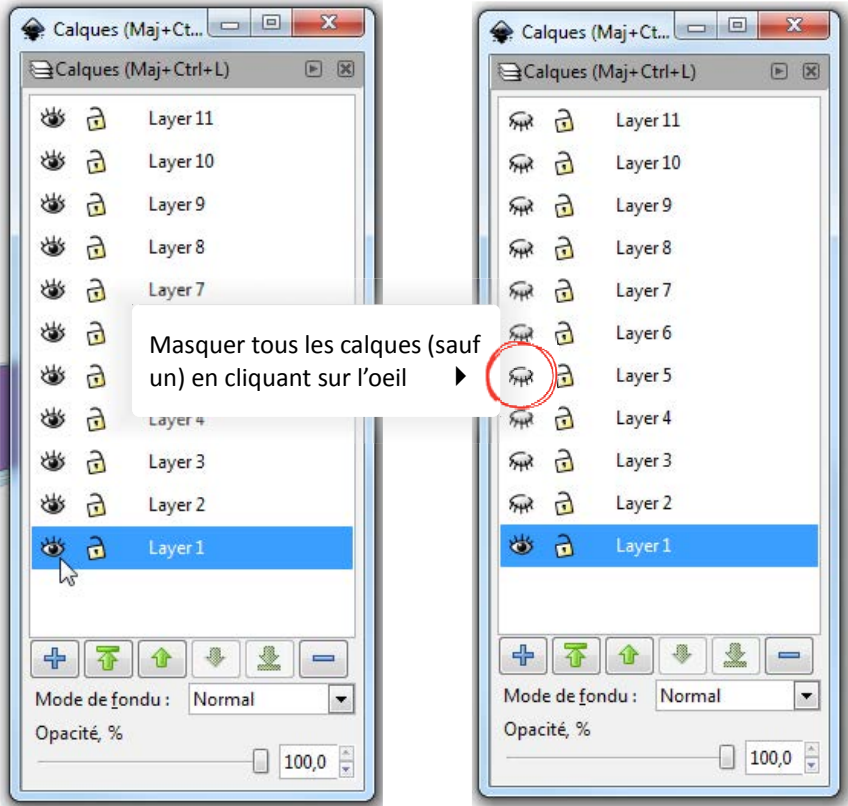 Calques (Maj+Ct...
Calques (Maj+Ctrl+L)
Layer 11
Layer 10
Layer 9
Layer 8
Layer 7
Layer 4
Layer 3
Layer 2
Layer 1
Mode de fondu :
Normal
Opacité, %
100,0
Masquer tous les calques (sauf
un) en cliquant sur l’oeil
Calques (Maj+Ct...
Calques (Maj+Ctrl+L)
Layer 11
Layer 10
Layer 9
Layer 8
Layer 7
Layer 6
Layer 5
Layer 4
Layer 3
Layer 2
Layer 1
Mode de fondu :
Normal
Opacité, %
100,0